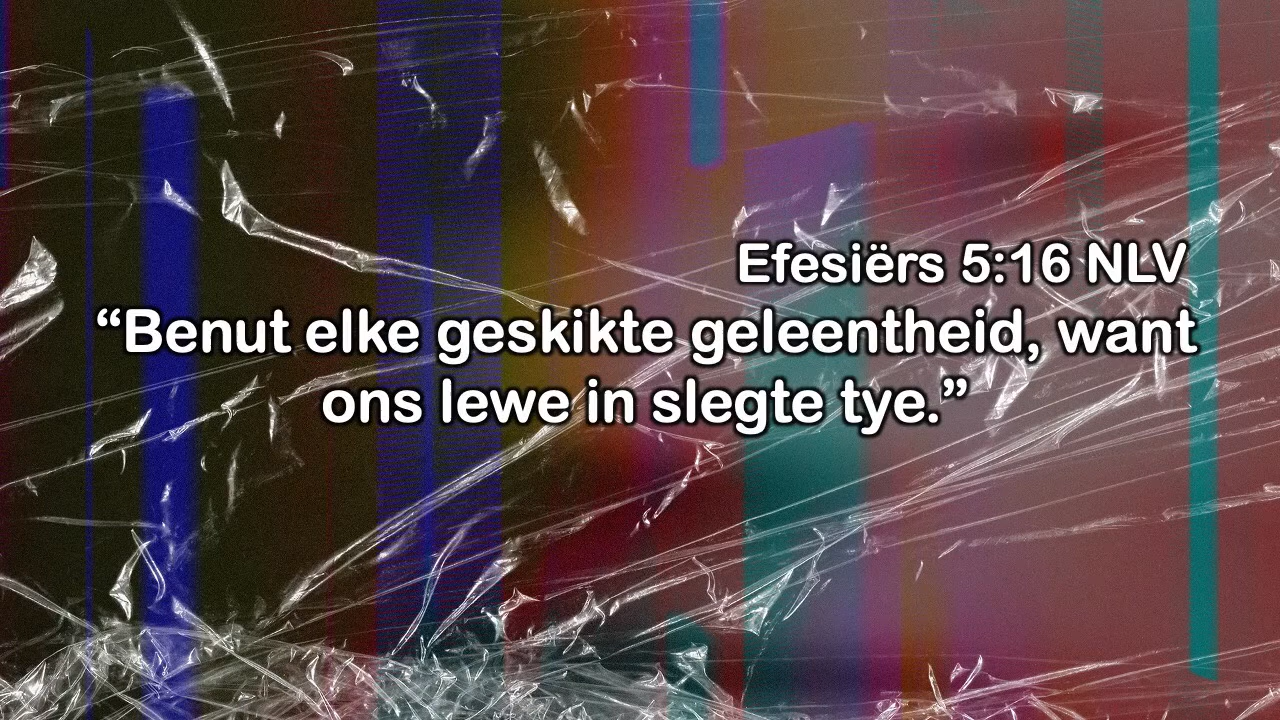 Efesiërs 5:16 NLV
“Benut elke geskikte geleentheid, want
ons lewe in slegte tye.”